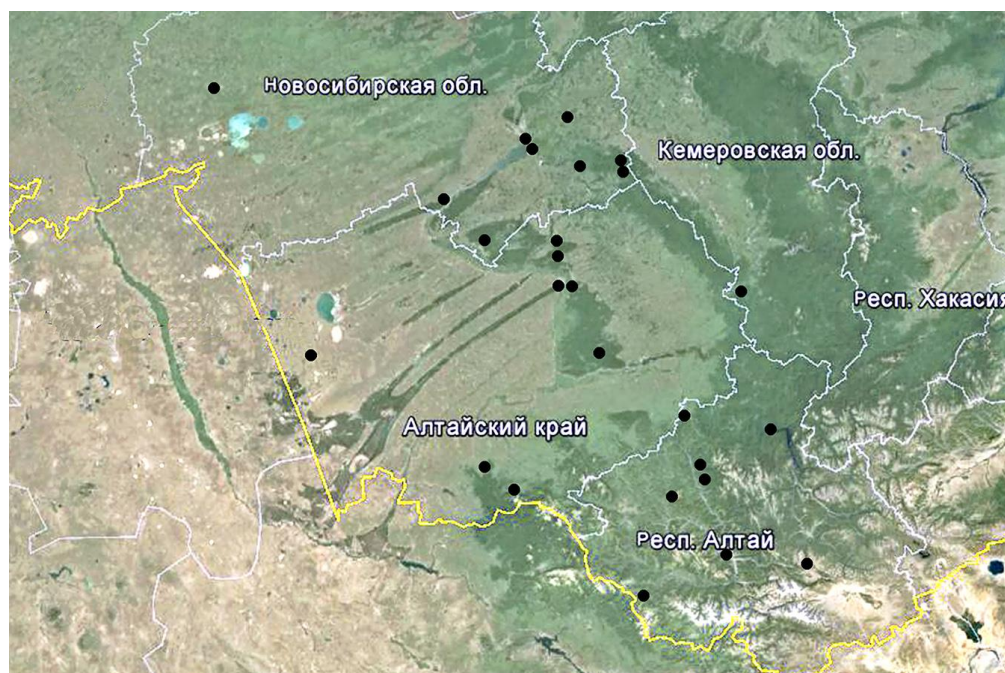 Новосибирская обл.
Кемеровская обл.
Респ. Хакасия
Алтайский край
Респ. Алтай